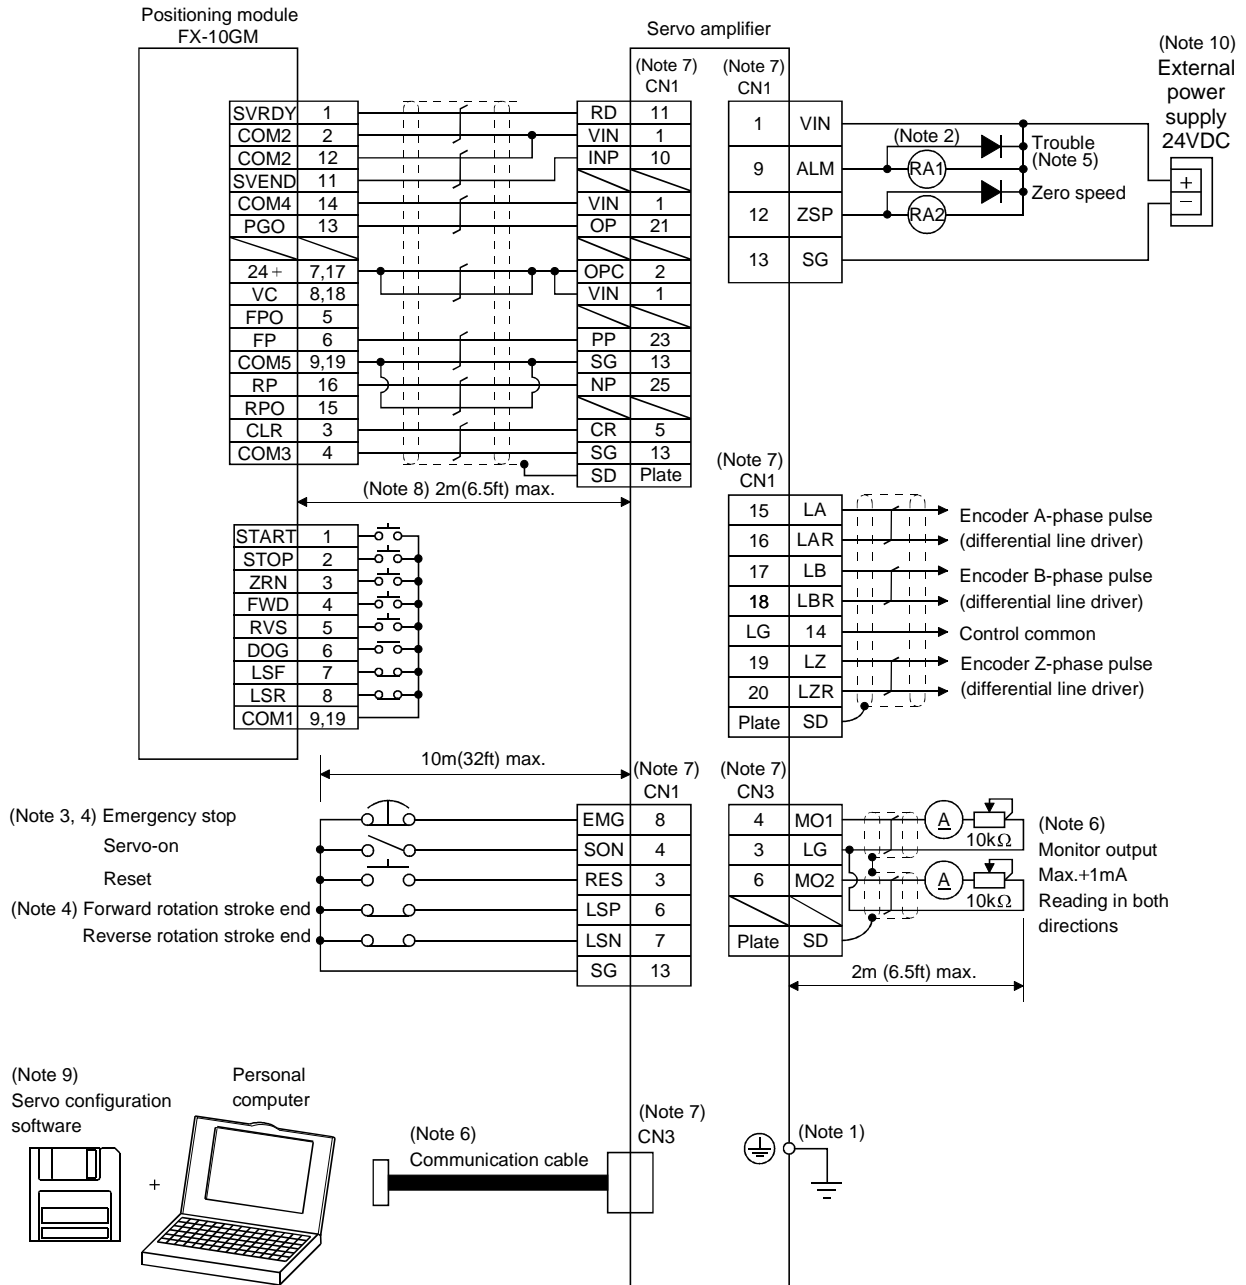 Positioning module
FX-10GM
Servo amplifier
(Note 7)
CN1
(Note 7)
CN1
(Note 10)
External
power
supply
24VDC
SVRDY 1 RD 11
COM2 2 VIN 1
COM2 12 INP 10
SVEND 11
COM4 14 VIN 1
PGO 13 OP 21
24+ 7,17 OPC 2
VC 8,18 VIN 1
FPO 5
FP 6 PP 23
COM5 9,19 SG 13
RP 16 NP 25
RPO 15
CLR 3 CR 5
COM3 4 SG 13
SD Plate
(Note 8) 2m(6.5ft) max.
1 VIN
9 ALM
12 ZSP
13 SG
(Note 2)
RA1
RA2
Trouble
(Note 5)
Zero speed
+
−
START 1
STOP 2
ZRN 3
FWD 4
RVS 5
DOG 6
LSF 7
LSR 8
COM1 9,19
(Note 7)
CN1
15 LA
16 LAR
17 LB
18 LBR
LG 14
19 LZ
20 LZR
Plate SD
Encoder A-phase pulse
(differential line driver)
Encoder B-phase pulse
(differential line driver)
Control common
Encoder Z-phase pulse
(differential line driver)
10m(32ft) max.
(Note 7)
CN1
(Note 3, 4) Emergency stop
Servo-on
Reset
(Note 4) Forward rotation stroke end
Reverse rotation stroke end
EMG 8
SON 4
RES 3
LSP 6
LSN 7
SG 13
(Note 7)
CN3
4 MO1
3 LG
6 MO2
Plate SD
A
10kΩ
A
10kΩ
(Note 6)
Monitor output
Max.+1mA
Reading in both
directions
2m (6.5ft) max.
(Note 9)
Servo configuration
software
+
Personal
computer
(Note 6)
Communication cable
(Note 7)
CN3
(Note 1)